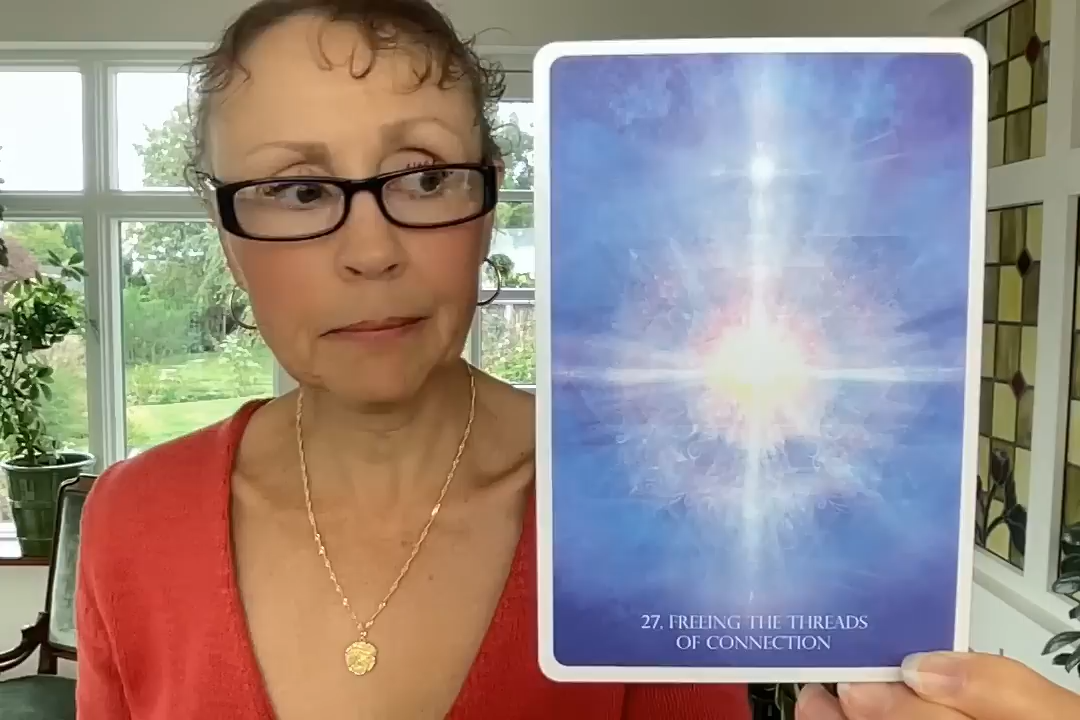 27, FREEING THE THREADS
OF CONNECTION